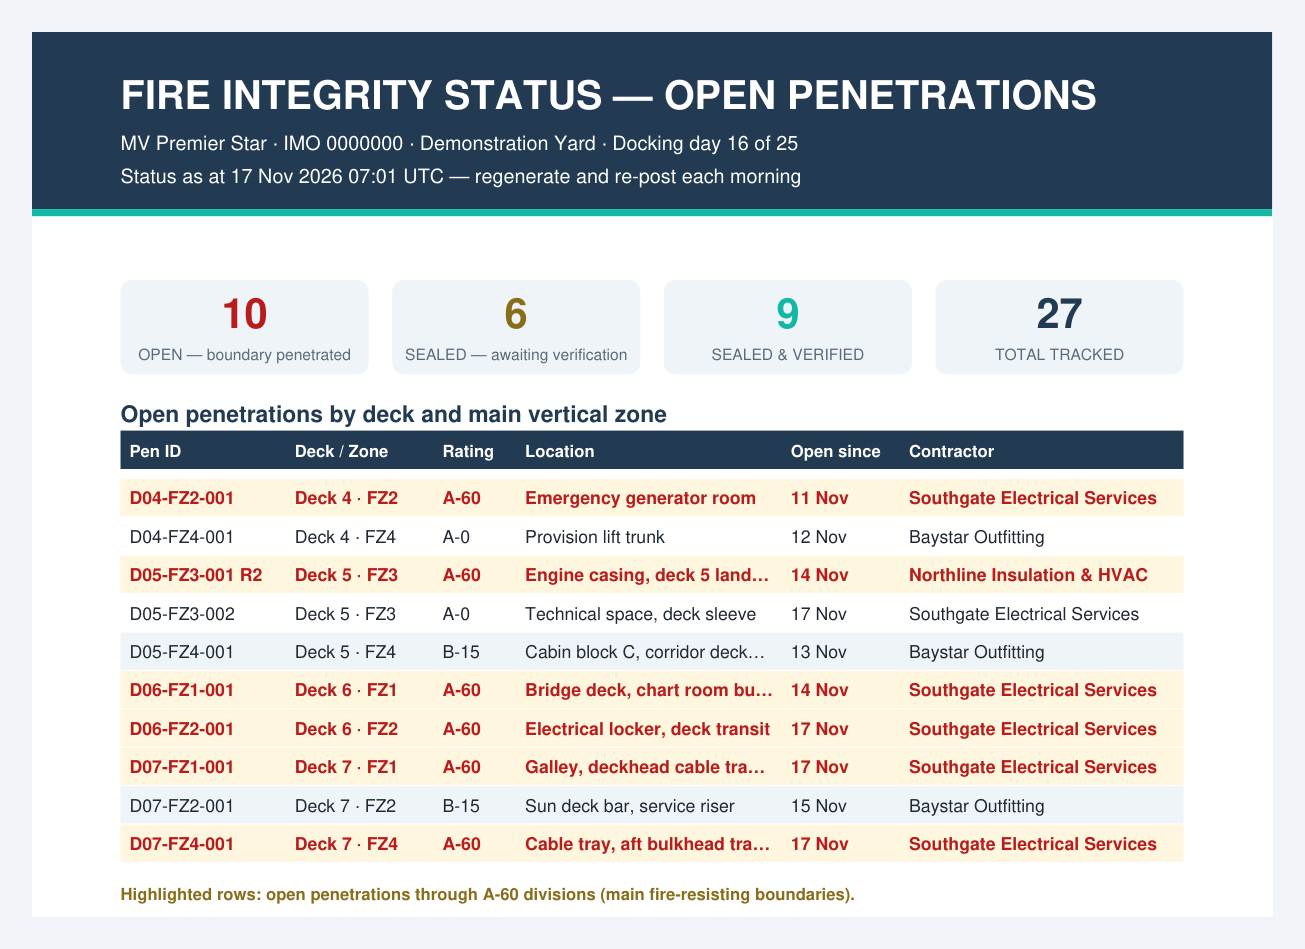 FIRE INTEGRITY STATUS — OPEN PENETRATIONS
MV Premier Star · IMO 0000000 · Demonstration Yard · Docking day 16 of 25
Status as at 17 Nov 2026 07:01 UTC — regenerate and re-post each morning
10 6 9 27
OPEN — boundary penetrated SEALED — awaiting verification SEALED & VERIFIED TOTAL TRACKED
Open penetrations by deck and main vertical zone
Pen ID Deck / Zone Rating Location Open since Contractor
D04-FZ2-001 Deck 4 · FZ2 A-60 Emergency generator room 11 Nov Southgate Electrical Services
D04-FZ4-001 Deck 4 · FZ4 A-0 Provision lift trunk 12 Nov Baystar Outfitting
D05-FZ3-001 R2 Deck 5 · FZ3 A-60 Engine casing, deck 5 land… 14 Nov Northline Insulation & HVAC
D05-FZ3-002 Deck 5 · FZ3 A-0 Technical space, deck sleeve 17 Nov Southgate Electrical Services
D05-FZ4-001 Deck 5 · FZ4 B-15 Cabin block C, corridor deck… 13 Nov Baystar Outfitting
D06-FZ1-001 Deck 6 · FZ1 A-60 Bridge deck, chart room bu… 14 Nov Southgate Electrical Services
D06-FZ2-001 Deck 6 · FZ2 A-60 Electrical locker, deck transit 17 Nov Southgate Electrical Services
D07-FZ1-001 Deck 7 · FZ1 A-60 Galley, deckhead cable tra… 17 Nov Southgate Electrical Services
D07-FZ2-001 Deck 7 · FZ2 B-15 Sun deck bar, service riser 15 Nov Baystar Outfitting
D07-FZ4-001 Deck 7 · FZ4 A-60 Cable tray, aft bulkhead tra… 17 Nov Southgate Electrical Services
Highlighted rows: open penetrations through A-60 divisions (main fire-resisting boundaries).